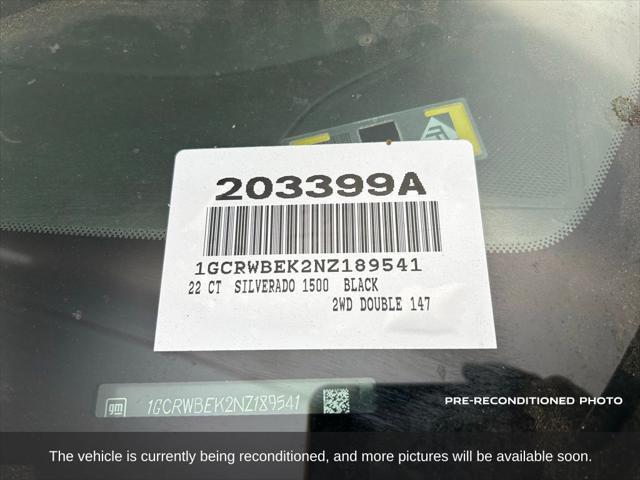 203399A
1GCRWBEK2NZ189541
22 CT SILVERADO 1500 BLACK
2WD DOUBLE 147
gm 1GCRWBEK2NZ189541
PRE-RECONDITIONED PHOTO
The vehicle is currently being reconditioned, and more pictures will be available soon.